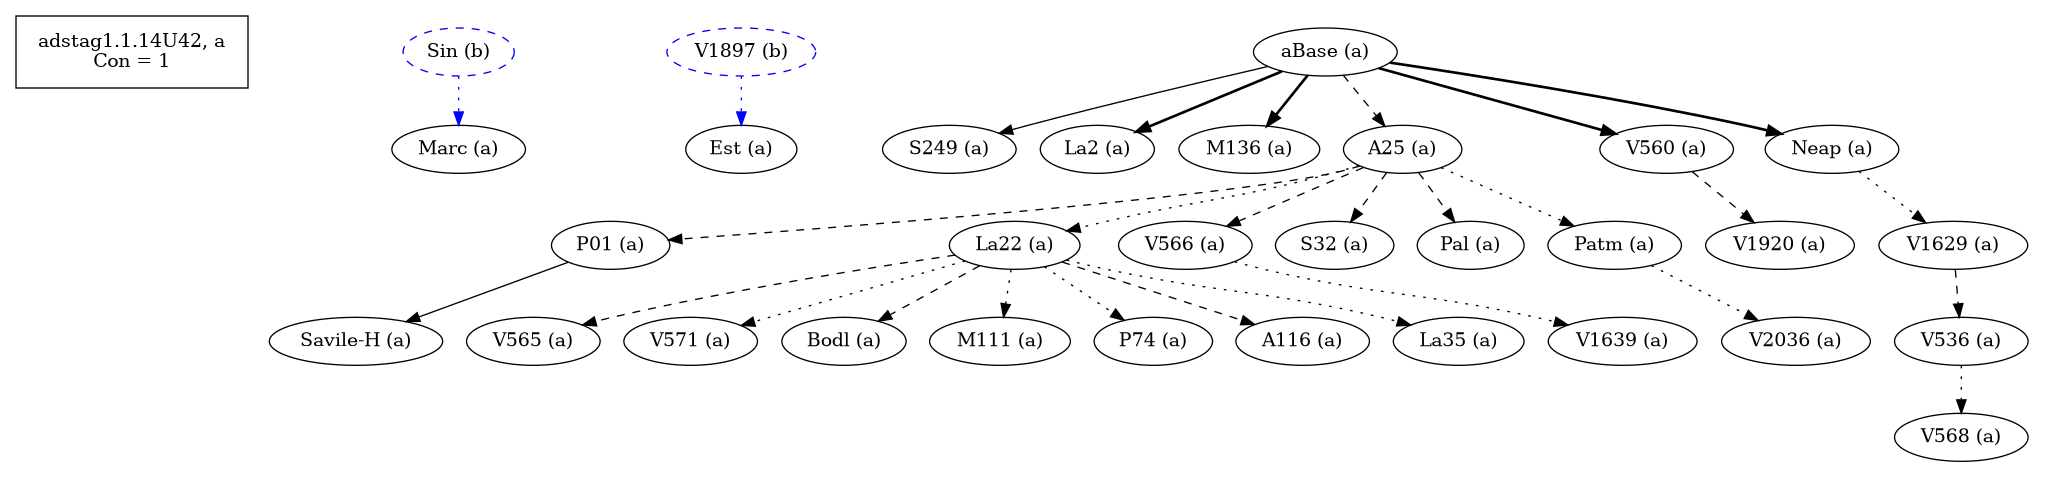 adstag1.1.14U42, a
Con = 1
Sin (b)
V1897 (b)
aBase (a)
Marc (a)
Est (a)
S249 (a)
La2 (a)
M136 (a)
A25 (a)
V560 (a)
Neap (a)
P01 (a)
La22 (a)
V566 (a)
S32 (a)
Pal (a)
Patm (a)
V1920 (a)
V1629 (a)
Savile-H (a)
V565 (a)
V571 (a)
Bodl (a)
M111 (a)
P74 (a)
A116 (a)
La35 (a)
V1639 (a)
V2036 (a)
V536 (a)
V568 (a)